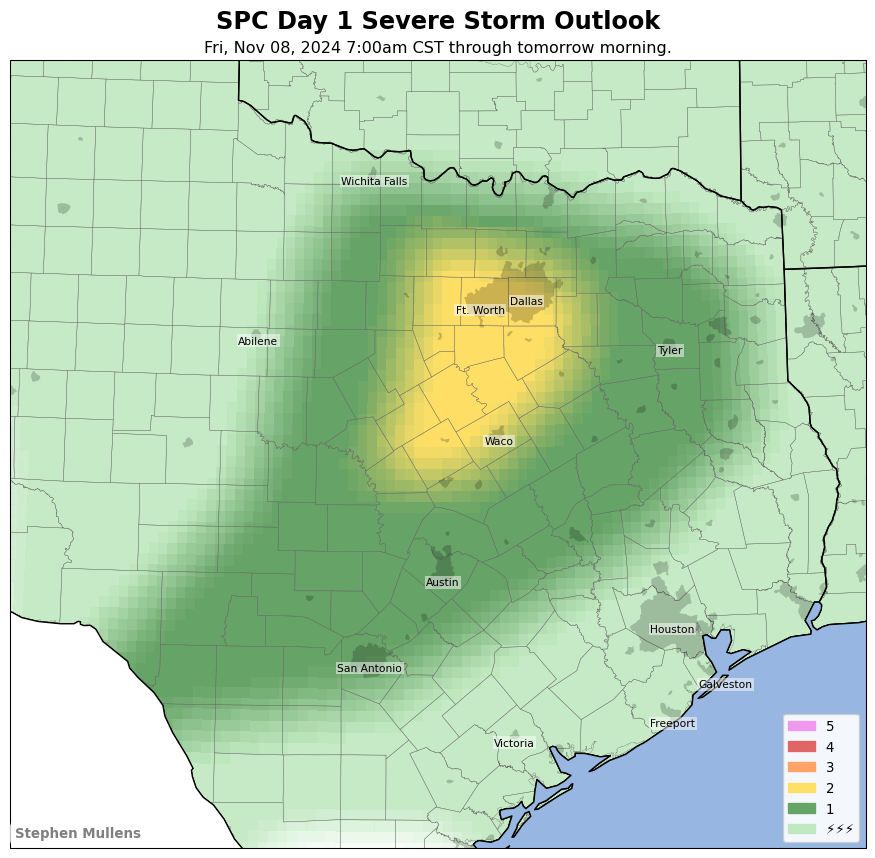 SPC Day 1 Severe Storm Outlook
Fri, Nov 08, 2024 7:00am CST through tomorrow morning.
Wichita Falls
Dallas
Ft. Worth
Abilene
Tyler
Waco
Austin
Houston
San Antonio
Galveston
Freeport
Victoria
5
4
3
2
1
⚡⚡⚡
Stephen Mullens